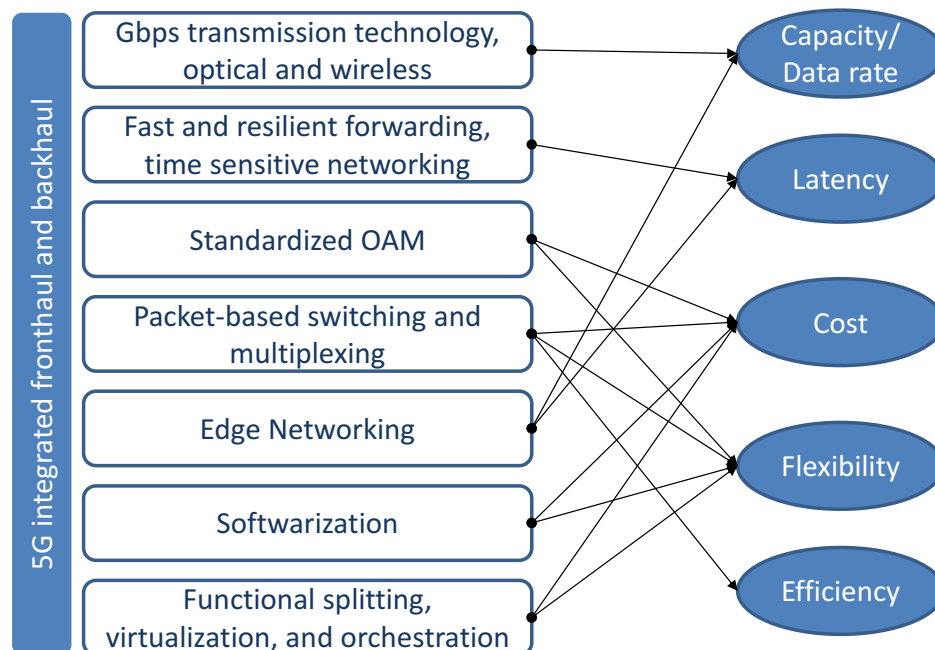 5G integrated fronthaul and backhaul
Gbps transmission technology,
optical and wireless
Fast and resilient forwarding,
time sensitive networking
Standardized OAM
Packet-based switching and
multiplexing
Edge Networking
Softwarization
Functional splitting,
virtualization, and orchestration
Capacity/
Data rate
Latency
Cost
Flexibility
Efficiency